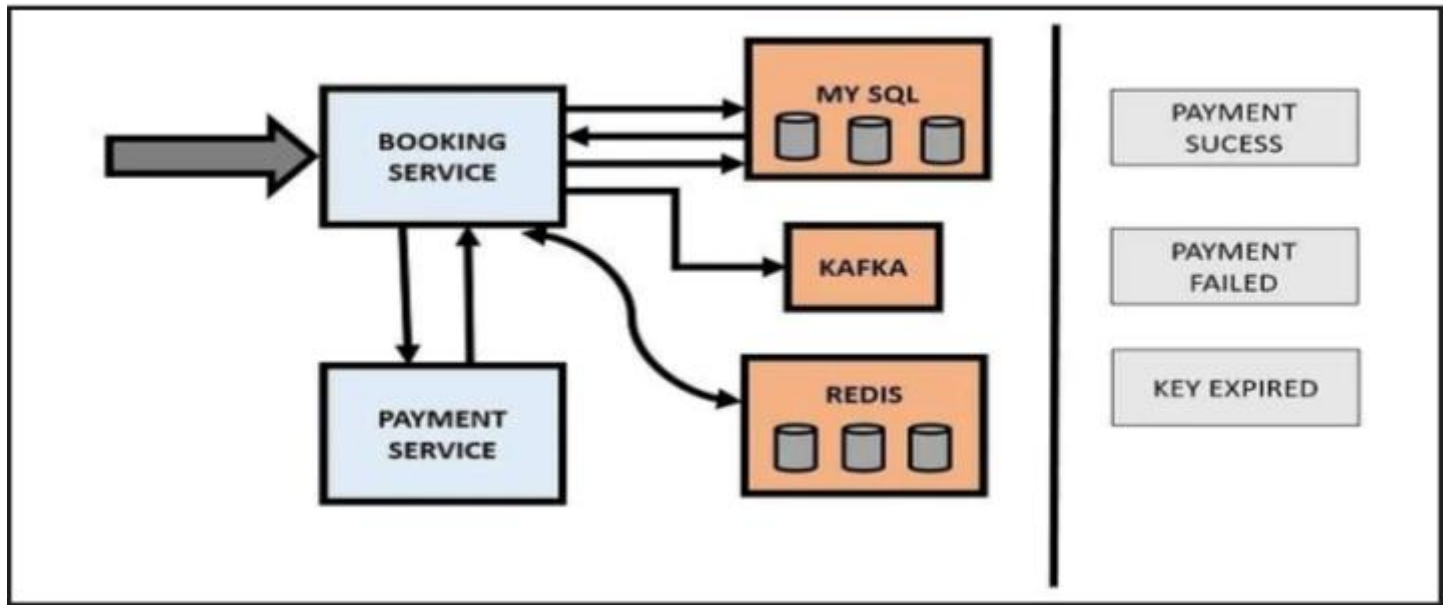 MY SQL
BOOKING
SERVICE
KAFKA
PAYMENT
SERVICE
REDIS
PAYMENT
SUCESS
PAYMENT
FAILED
KEY EXPIRED